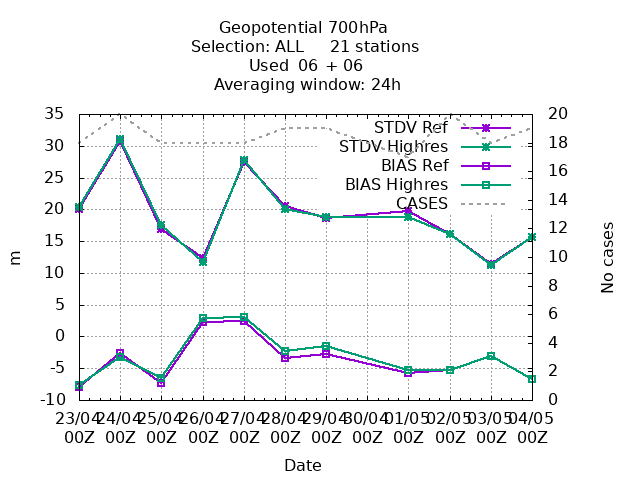 Geopotential 700hPa
Selection: ALL 21 stations
Used 06 + 06
Averaging window: 24h
STDV Ref
STDV Highres
BIAS Ref
BIAS Highres
CASES
35
30
25
20
15
10
5
0
-5
-10
m
20
18
16
14
12
10
8
6
4
2
0
No cases
23/04 24/04 25/04 26/04 27/04 28/04 29/04 30/04 01/05 02/05 03/05 04/05
00Z 00Z 00Z 00Z 00Z 00Z 00Z 00Z 00Z 00Z 00Z 00Z
Date